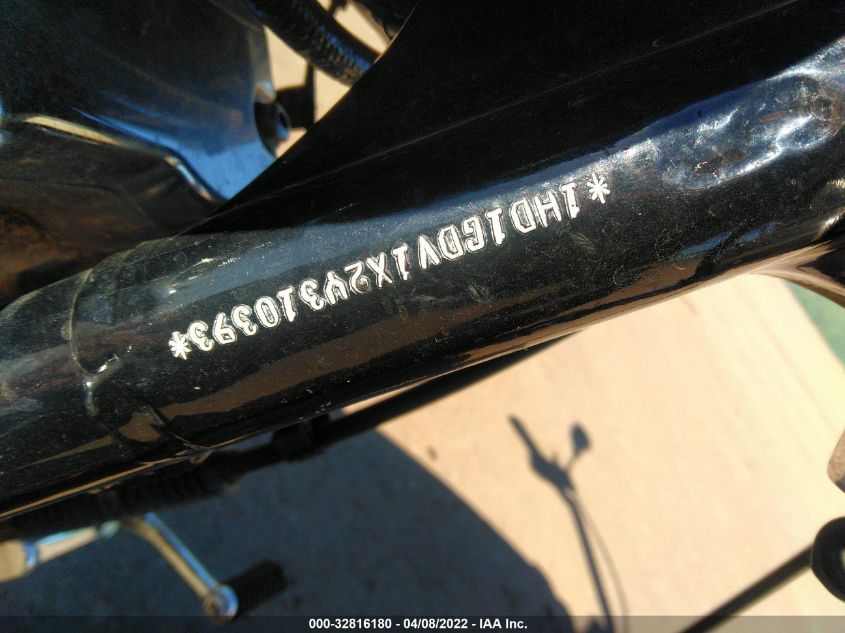 *1HD1GDV1X2Y310393*
000-32816180 - 04/08/2022 - IAA Inc.